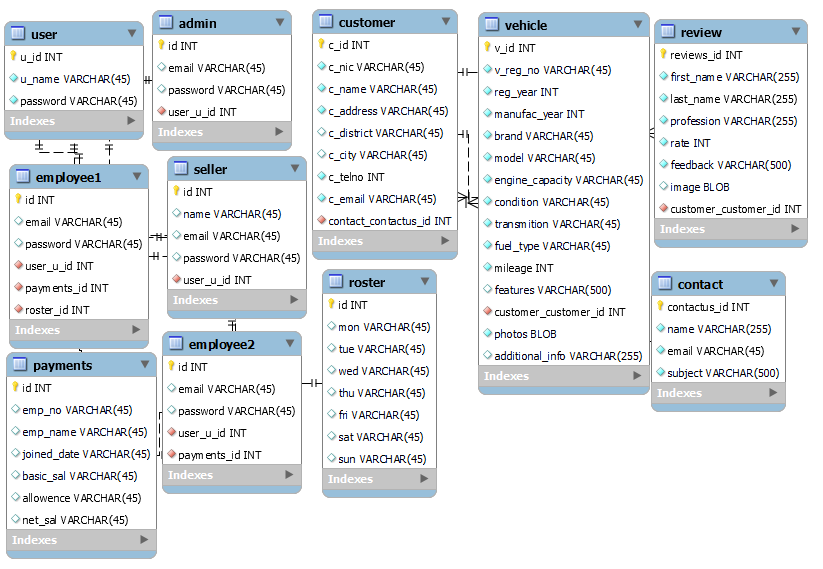 user
u_id INT
u_name VARCHAR(45)
password VARCHAR(45)
Indexes
admin
id INT
email VARCHAR(45)
password VARCHAR(45)
user_u_id INT
Indexes
customer
c_id INT
c_nic VARCHAR(45)
c_name VARCHAR(45)
c_address VARCHAR(45)
c_district VARCHAR(45)
c_city VARCHAR(45)
c_telno INT
c_email VARCHAR(45)
contact_contactus_id INT
Indexes
vehicle
v_id INT
v_reg_no VARCHAR(45)
reg_year INT
manufac_year INT
brand VARCHAR(45)
model VARCHAR(45)
engine_capacity VARCHAR(45)
condition VARCHAR(45)
transmition VARCHAR(45)
fuel_type VARCHAR(45)
mileage INT
features VARCHAR(500)
customer_customer_id INT
photos BLOB
additional_info VARCHAR(255)
Indexes
review
reviews_id INT
first_name VARCHAR(255)
last_name VARCHAR(255)
profession VARCHAR(255)
rate INT
feedback VARCHAR(500)
image BLOB
customer_customer_id INT
Indexes
employee1
id INT
email VARCHAR(45)
password VARCHAR(45)
user_u_id INT
payments_id INT
roster_id INT
Indexes
seller
id INT
name VARCHAR(45)
email VARCHAR(45)
password VARCHAR(45)
user_u_id INT
Indexes
roster
id INT
mon VARCHAR(45)
tue VARCHAR(45)
wed VARCHAR(45)
thu VARCHAR(45)
fri VARCHAR(45)
sat VARCHAR(45)
sun VARCHAR(45)
Indexes
contact
contactus_id INT
name VARCHAR(255)
email VARCHAR(45)
subject VARCHAR(500)
Indexes
payments
id INT
emp_no VARCHAR(45)
emp_name VARCHAR(45)
joined_date VARCHAR(45)
basic_sal VARCHAR(45)
allowence VARCHAR(45)
net_sal VARCHAR(45)
Indexes
employee2
id INT
email VARCHAR(45)
password VARCHAR(45)
user_u_id INT
payments_id INT
Indexes